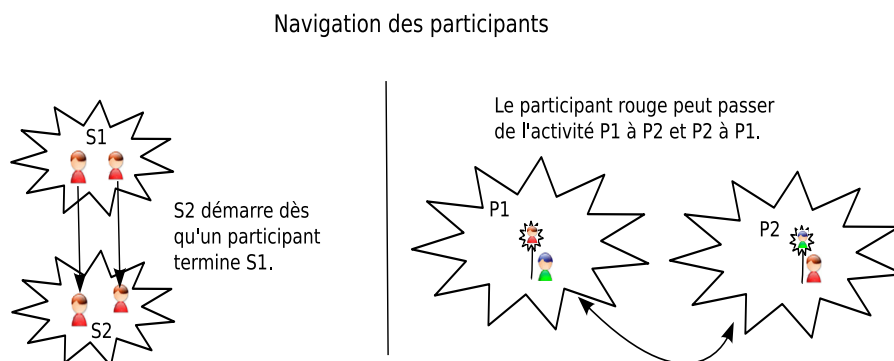 Navigation des participants
S1
S2 démarre dès
qu'un participant
termine S1.
S2
Le participant rouge peut passer
de l'activité P1 à P2 et P2 à P1.
P1
P2